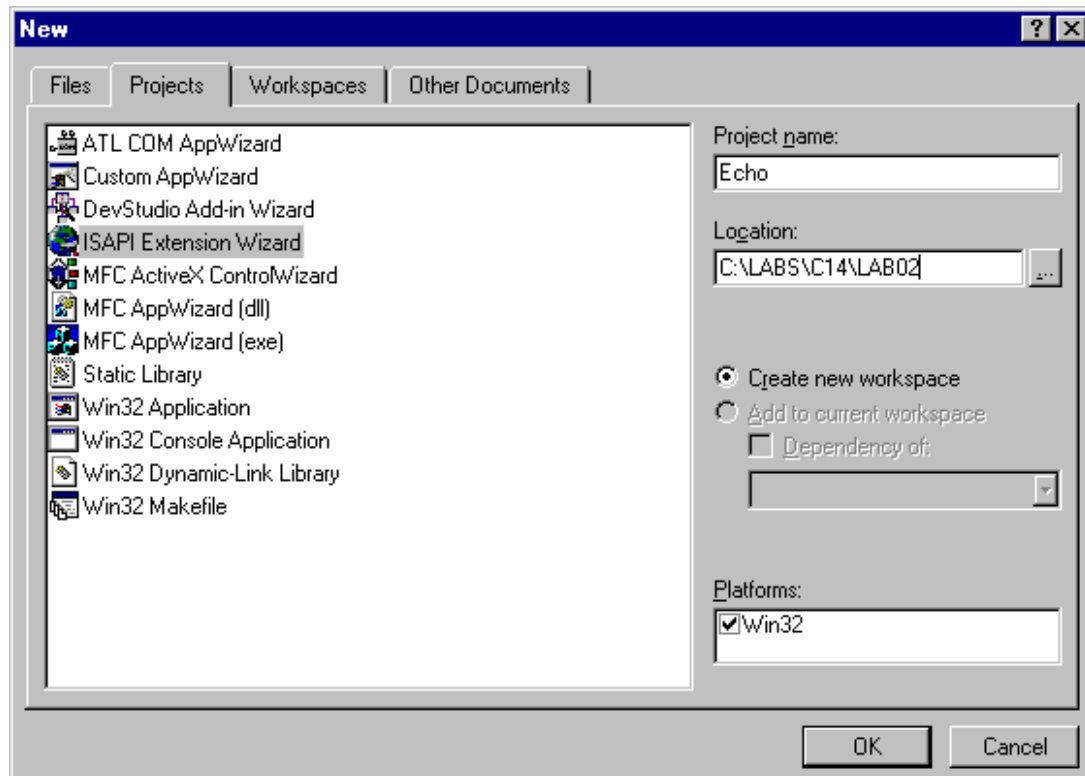 New
Files Projects Workspaces Other Documents
ATL COM AppWizard
Custom AppWizard
DevStudio Add-in Wizard
ISAPI Extension Wizard
MFC ActiveX ControlWizard
MFC AppWizard (dll)
MFC AppWizard (exe)
Static Library
Win32 Application
Win32 Console Application
Win32 Dynamic-Link Library
Win32 Makefile
Project name:
Echo
Location:
C:\LABS\C14\LAB02
...
Create new workspace
Add to current workspace
Dependency of:
Platforms:
Win32
OK Cancel